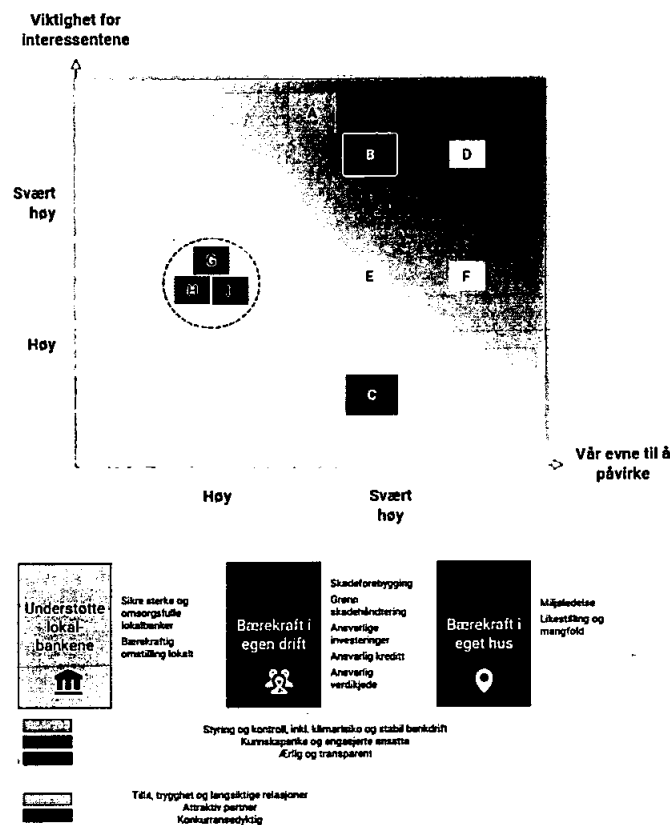 Viktighet for
interessentene
A
B
D
Svært
høy
G
H
I
E
F
Høy
C
Vår evne til å
påvirke
Høy
Svært
høy
Understøtte
lokal-
bankene
Sikre sterke og
omsorgsfulle
lokalbanker
Bærekraftig
omstilling lokalt
Bærekraft i
egen drift
Skadeforebygging
Grønn
skadehåndtering
Ansvarlige
investeringer
Ansvarlig kreditt
Ansvarlig
verdikjede
Bærekraft i
eget hus
Miljøledelse
Likestilling og
mangfold
Styring og kontroll, inkl. klimarisiko og stabil bankdrift
Kunnskapsrike og engasjerte ansatte
Ærlig og transparent
Tillit, trygghet og langsiktige relasjoner
Attraktiv partner
Konkurransedyktig